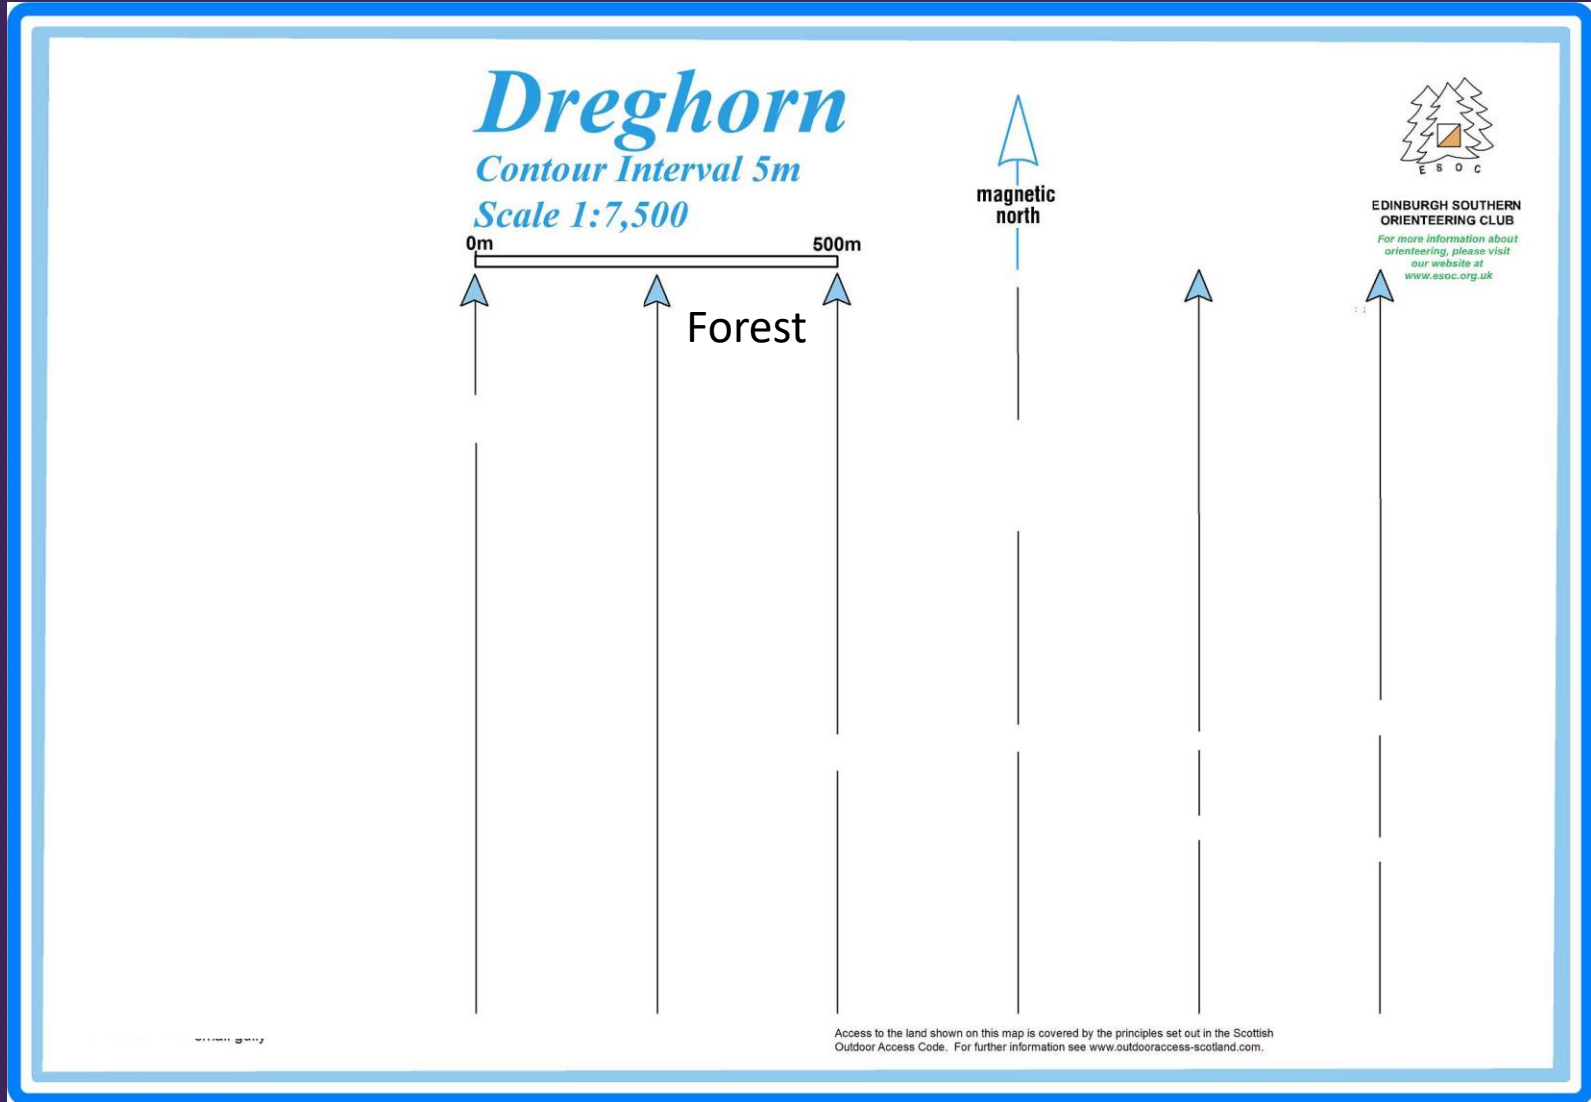 Dreghorn
Contour Interval 5m
Scale 1:7,500
0m
500m
Forest
magnetic
north
E S O C
EDINBURGH SOUTHERN
ORIENTEERING CLUB
For more information about
orienteering, please visit
our website at
www.esoc.org.uk
small gully
Access to the land shown on this map is covered by the principles set out in the Scottish
Outdoor Access Code. For further information see www.outdooraccess-scotland.com.